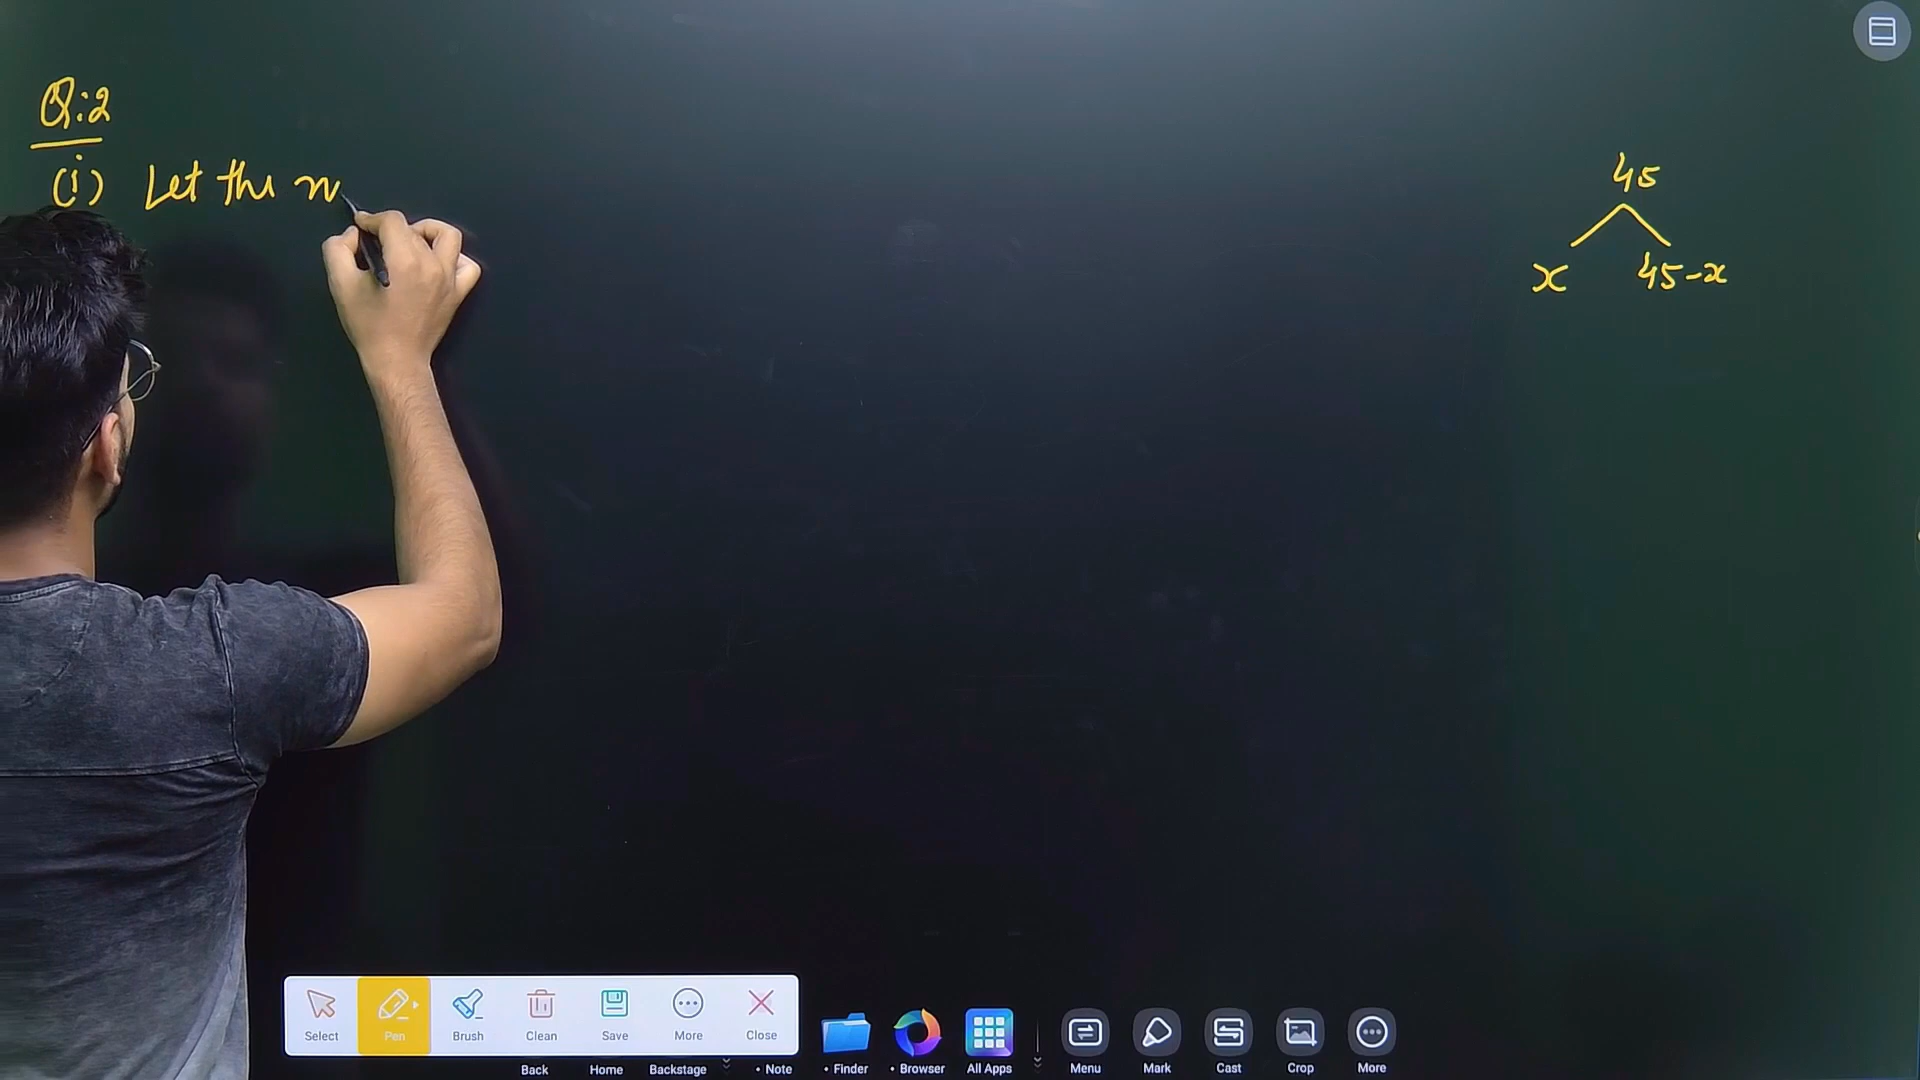 Q:2
(i) Let the n
45
x 45-x
Select Pen Brush Clean Save More Close
Back Home Backstage • Note • Finder • Browser All Apps Menu Mark Cast Crop More